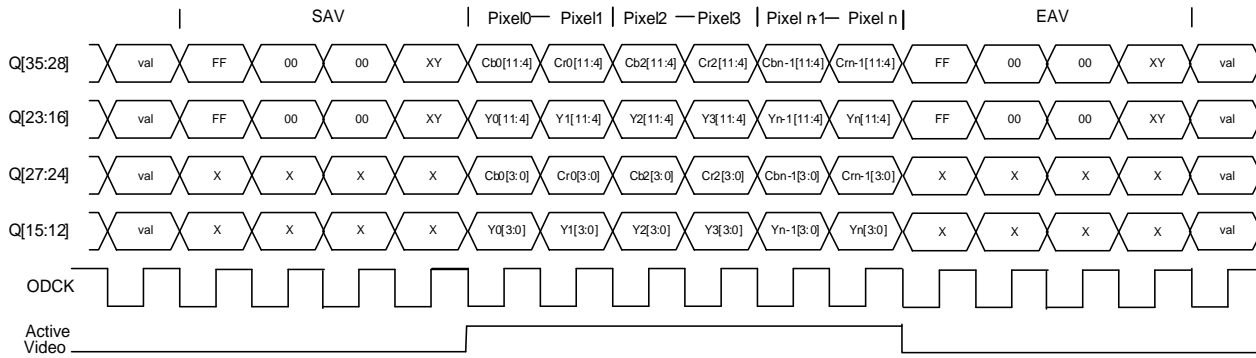 SAV Pixel0 Pixel1 Pixel2 Pixel3 Pixel n-1 Pixel n EAV
Q[35:28] val FF 00 00 XY Cb0[11:4] Cr0[11:4] Cb2[11:4] Cr2[11:4] Cbn-1[11:4] Crn-1[11:4] FF 00 00 XY val
Q[23:16] val FF 00 00 XY Y0[11:4] Y1[11:4] Y2[11:4] Y3[11:4] Yn-1[11:4] Yn[11:4] FF 00 00 XY val
Q[27:24] val X X X X Cb0[3:0] Cr0[3:0] Cb2[3:0] Cr2[3:0] Cbn-1[3:0] Crn-1[3:0] X X X X val
Q[15:12] val X X X X Y0[3:0] Y1[3:0] Y2[3:0] Y3[3:0] Yn-1[3:0] Yn[3:0] X X X X val
ODCK
Active
Video